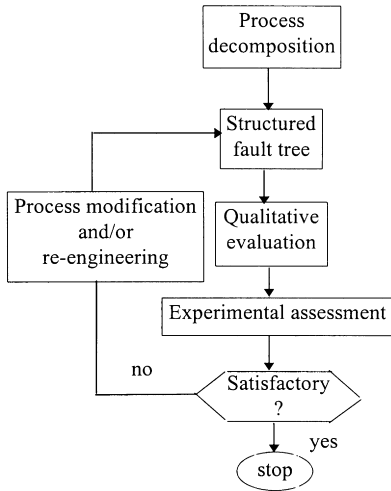 Process
decomposition
Structured
fault tree
Process modification
and/or
re-engineering
Qualitative
evaluation
Experimental assessment
no
Satisfactory
?
yes
stop